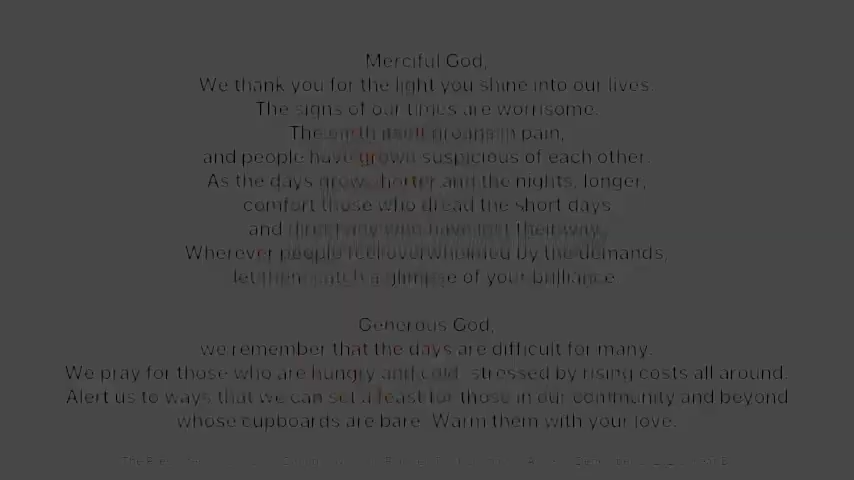 Merciful God,
We thank you for the light you shine into our lives.
The signs of our times are worrisome.
The earth itself groans in pain,
and people have grown suspicious of each other.
As the days grow shorter and the nights, longer,
comfort those who dread the short days
and direct any who have lost their way.
Wherever people feel overwhelmed by the demands,
let them catch a glimpse of your brilliance.
Generous God,
we remember that the days are difficult for many.
We pray for those who are hungry and cold, stressed by rising costs all around.
Alert us to ways that we can set a feast for those in our community and beyond
whose cupboards are bare. Warm them with your love.